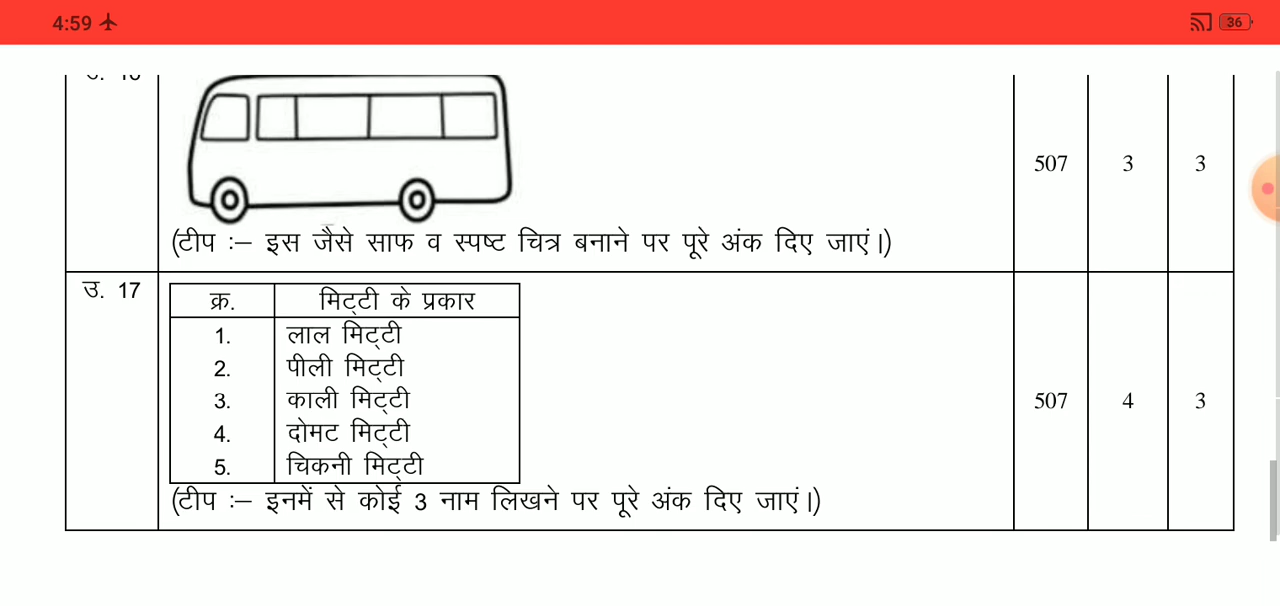 4:59
36
507 3 3
(टीप :– इस जैसे साफ व स्पष्ट चित्र बनाने पर पूरे अंक दिए जाएं।)
उ. 17
क्र. मिट्टी के प्रकार
1. लाल मिट्टी
2. पीली मिट्टी
3. काली मिट्टी
507 4 3
4. दोमट मिट्टी
5. चिकनी मिट्टी
(टीप :– इनमें से कोई 3 नाम लिखने पर पूरे अंक दिए जाएं।)